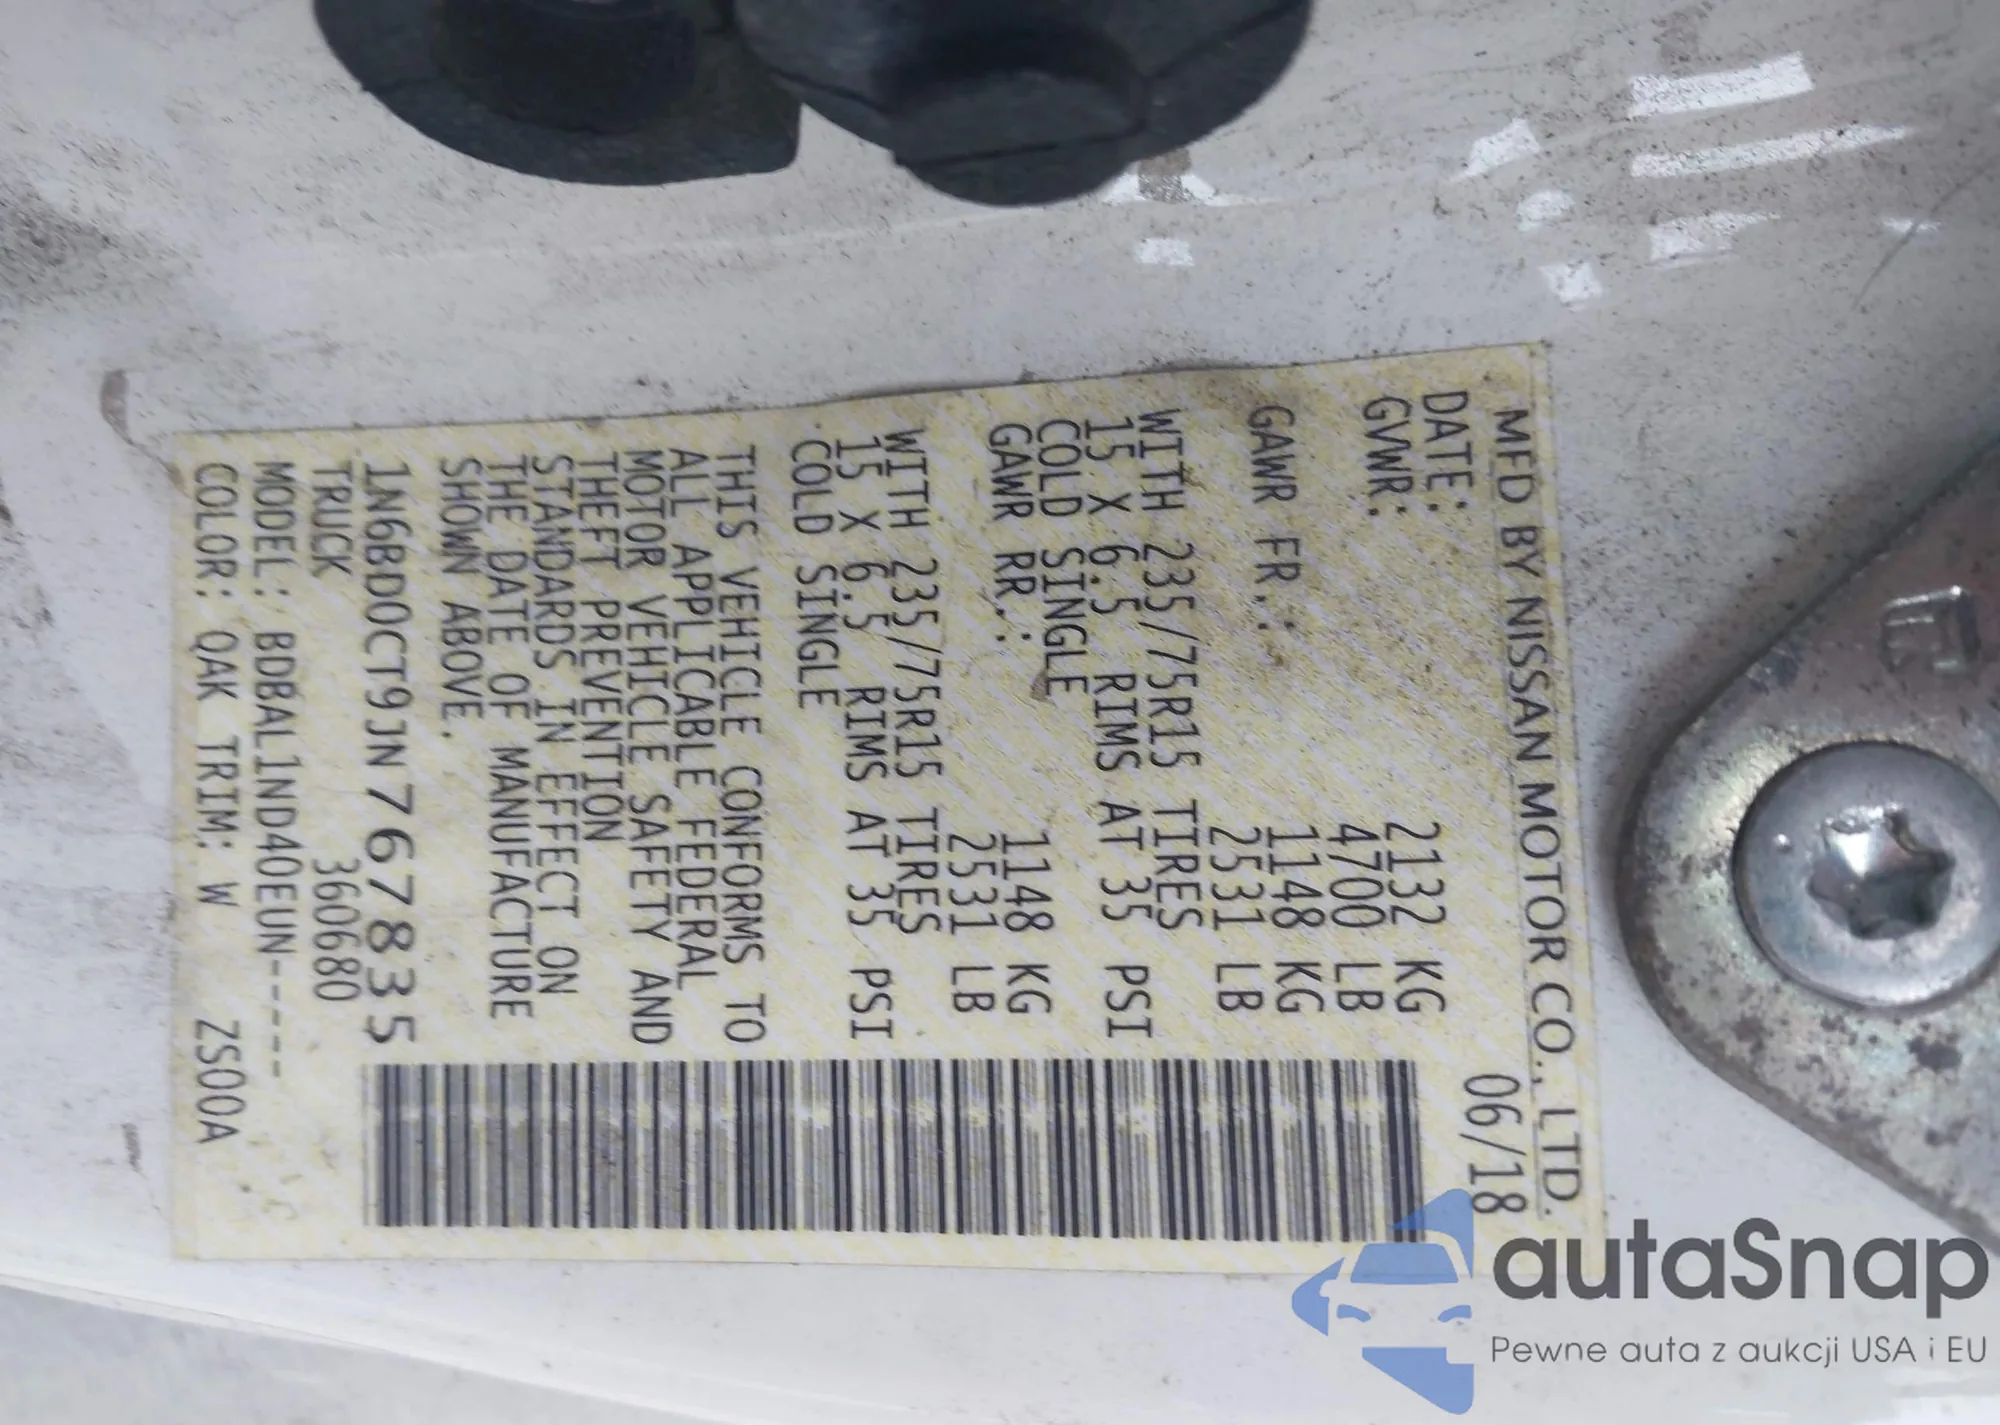 MFD BY NISSAN MOTOR CO., LTD.
DATE: 06/18
GVWR: 2132 KG
4700 LB
GAWR FR.: 1148 KG
2531 LB
WITH 235/75R15 TIRES
15 X 6.5 RIMS AT 35 PSI
COLD SINGLE
GAWR RR.: 1148 KG
2531 LB
WITH 235/75R15 TIRES
15 X 6.5 RIMS AT 35 PSI
COLD SINGLE
THIS VEHICLE CONFORMS TO
ALL APPLICABLE FEDERAL
MOTOR VEHICLE SAFETY AND
THEFT PREVENTION
STANDARDS IN EFFECT ON
THE DATE OF MANUFACTURE
SHOWN ABOVE.
1N6BD0CT9JN767835
TRUCK 360680
MODEL: BDBAL1ND40EUN-----
COLOR: QAK TRIM: W ZS00A
autaSnap
Pewne auta z aukcji USA i EU